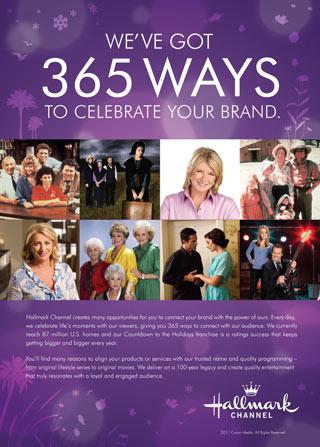 WE'VE GOT
365 WAYS
TO CELEBRATE YOUR BRAND.
Hallmark Channel creates many opportunities for you to connect your brand with the power of ours. Every day,
we celebrate life's moments with our viewers, giving you 365 ways to connect with our audience. We currently
reach 87 million U.S. homes and our Countdown to the Holidays franchise is a ratings success that keeps
getting bigger and bigger every year.
You'll find many reasons to align your products or services with our trusted name and quality programming –
from original lifestyle series to original movies. We deliver on a 100-year legacy and create quality entertainment
that truly resonates with a loyal and engaged audience.
Hallmark
CHANNEL
2011 Crown Media. All Rights Reserved.